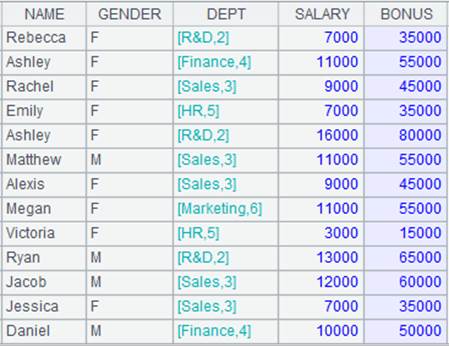 NAME GENDER DEPT SALARY BONUS
Rebecca F [R&D,2] 7000 35000
Ashley F [Finance,4] 11000 55000
Rachel F [Sales,3] 9000 45000
Emily F [HR,5] 7000 35000
Ashley F [R&D,2] 16000 80000
Matthew M [Sales,3] 11000 55000
Alexis F [Sales,3] 9000 45000
Megan F [Marketing,6] 11000 55000
Victoria F [HR,5] 3000 15000
Ryan M [R&D,2] 13000 65000
Jacob M [Sales,3] 12000 60000
Jessica F [Sales,3] 7000 35000
Daniel M [Finance,4] 10000 50000